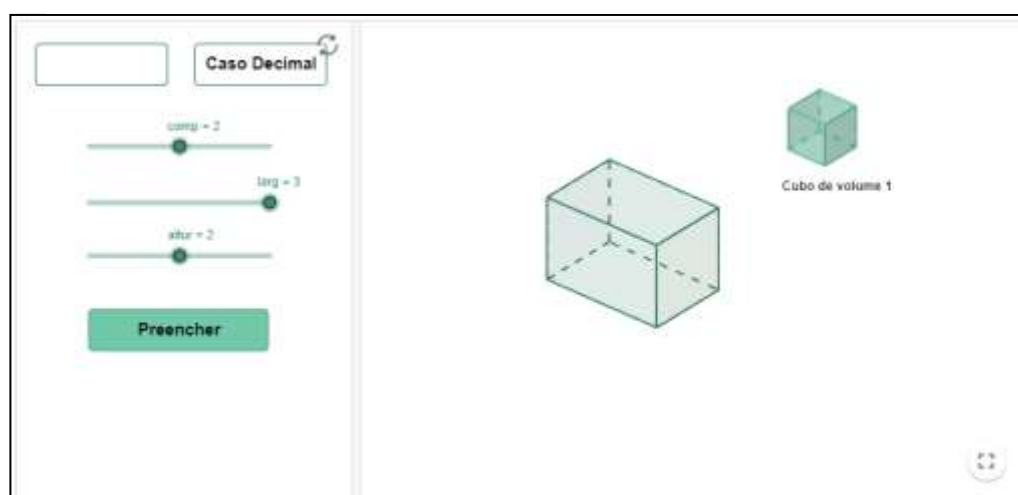 Caso Decimal
comp = 2
larg = 3
altur = 2
Preencher
Cubo de volume 1